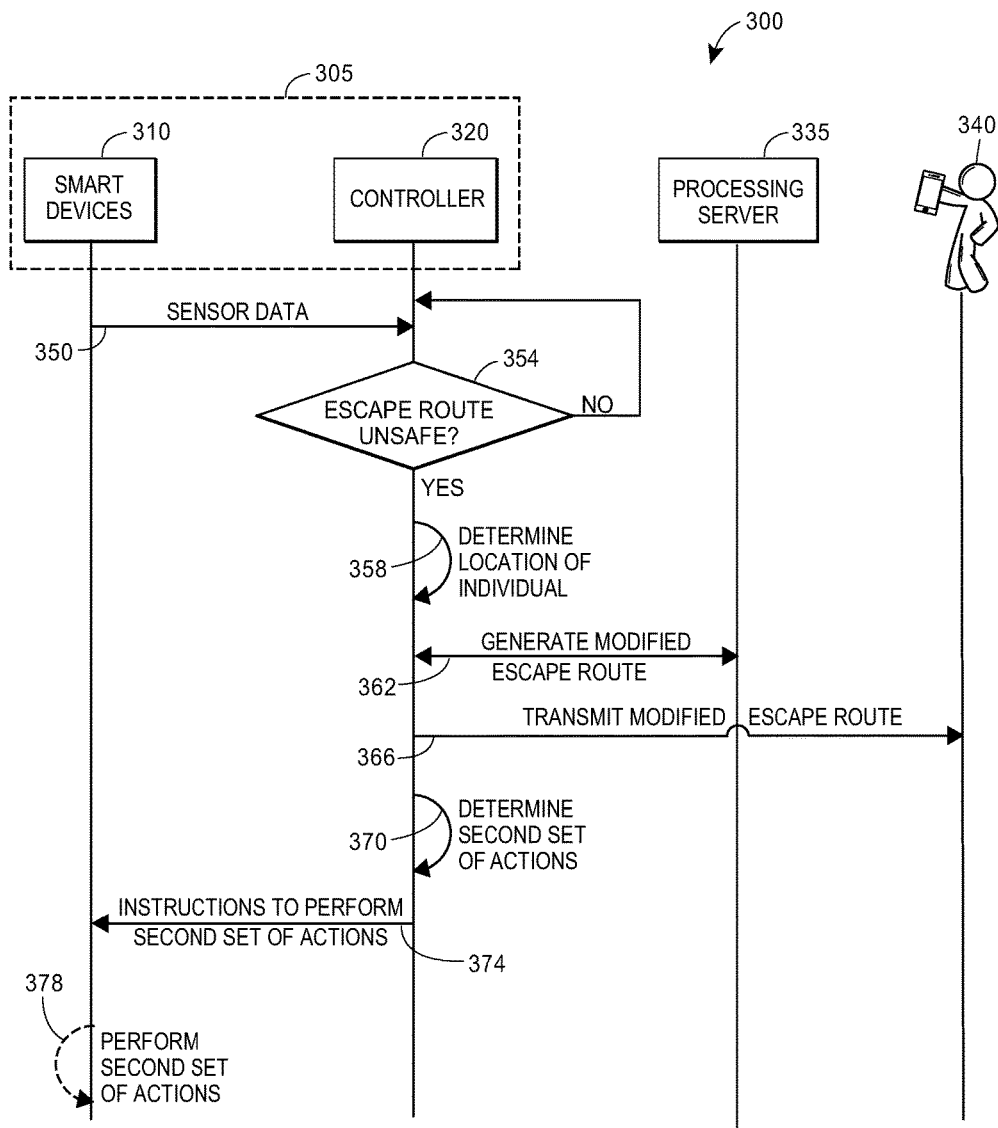 300
305
310
320
335
340
SMART
DEVICES
CONTROLLER
PROCESSING
SERVER
SENSOR DATA
350
354
ESCAPE ROUTE
UNSAFE?
NO
YES
358
DETERMINE
LOCATION OF
INDIVIDUAL
GENERATE MODIFIED
ESCAPE ROUTE
362
TRANSMIT MODIFIED ESCAPE ROUTE
366
370
DETERMINE
SECOND SET
OF ACTIONS
INSTRUCTIONS TO PERFORM
SECOND SET OF ACTIONS
374
378
PERFORM
SECOND SET
OF ACTIONS